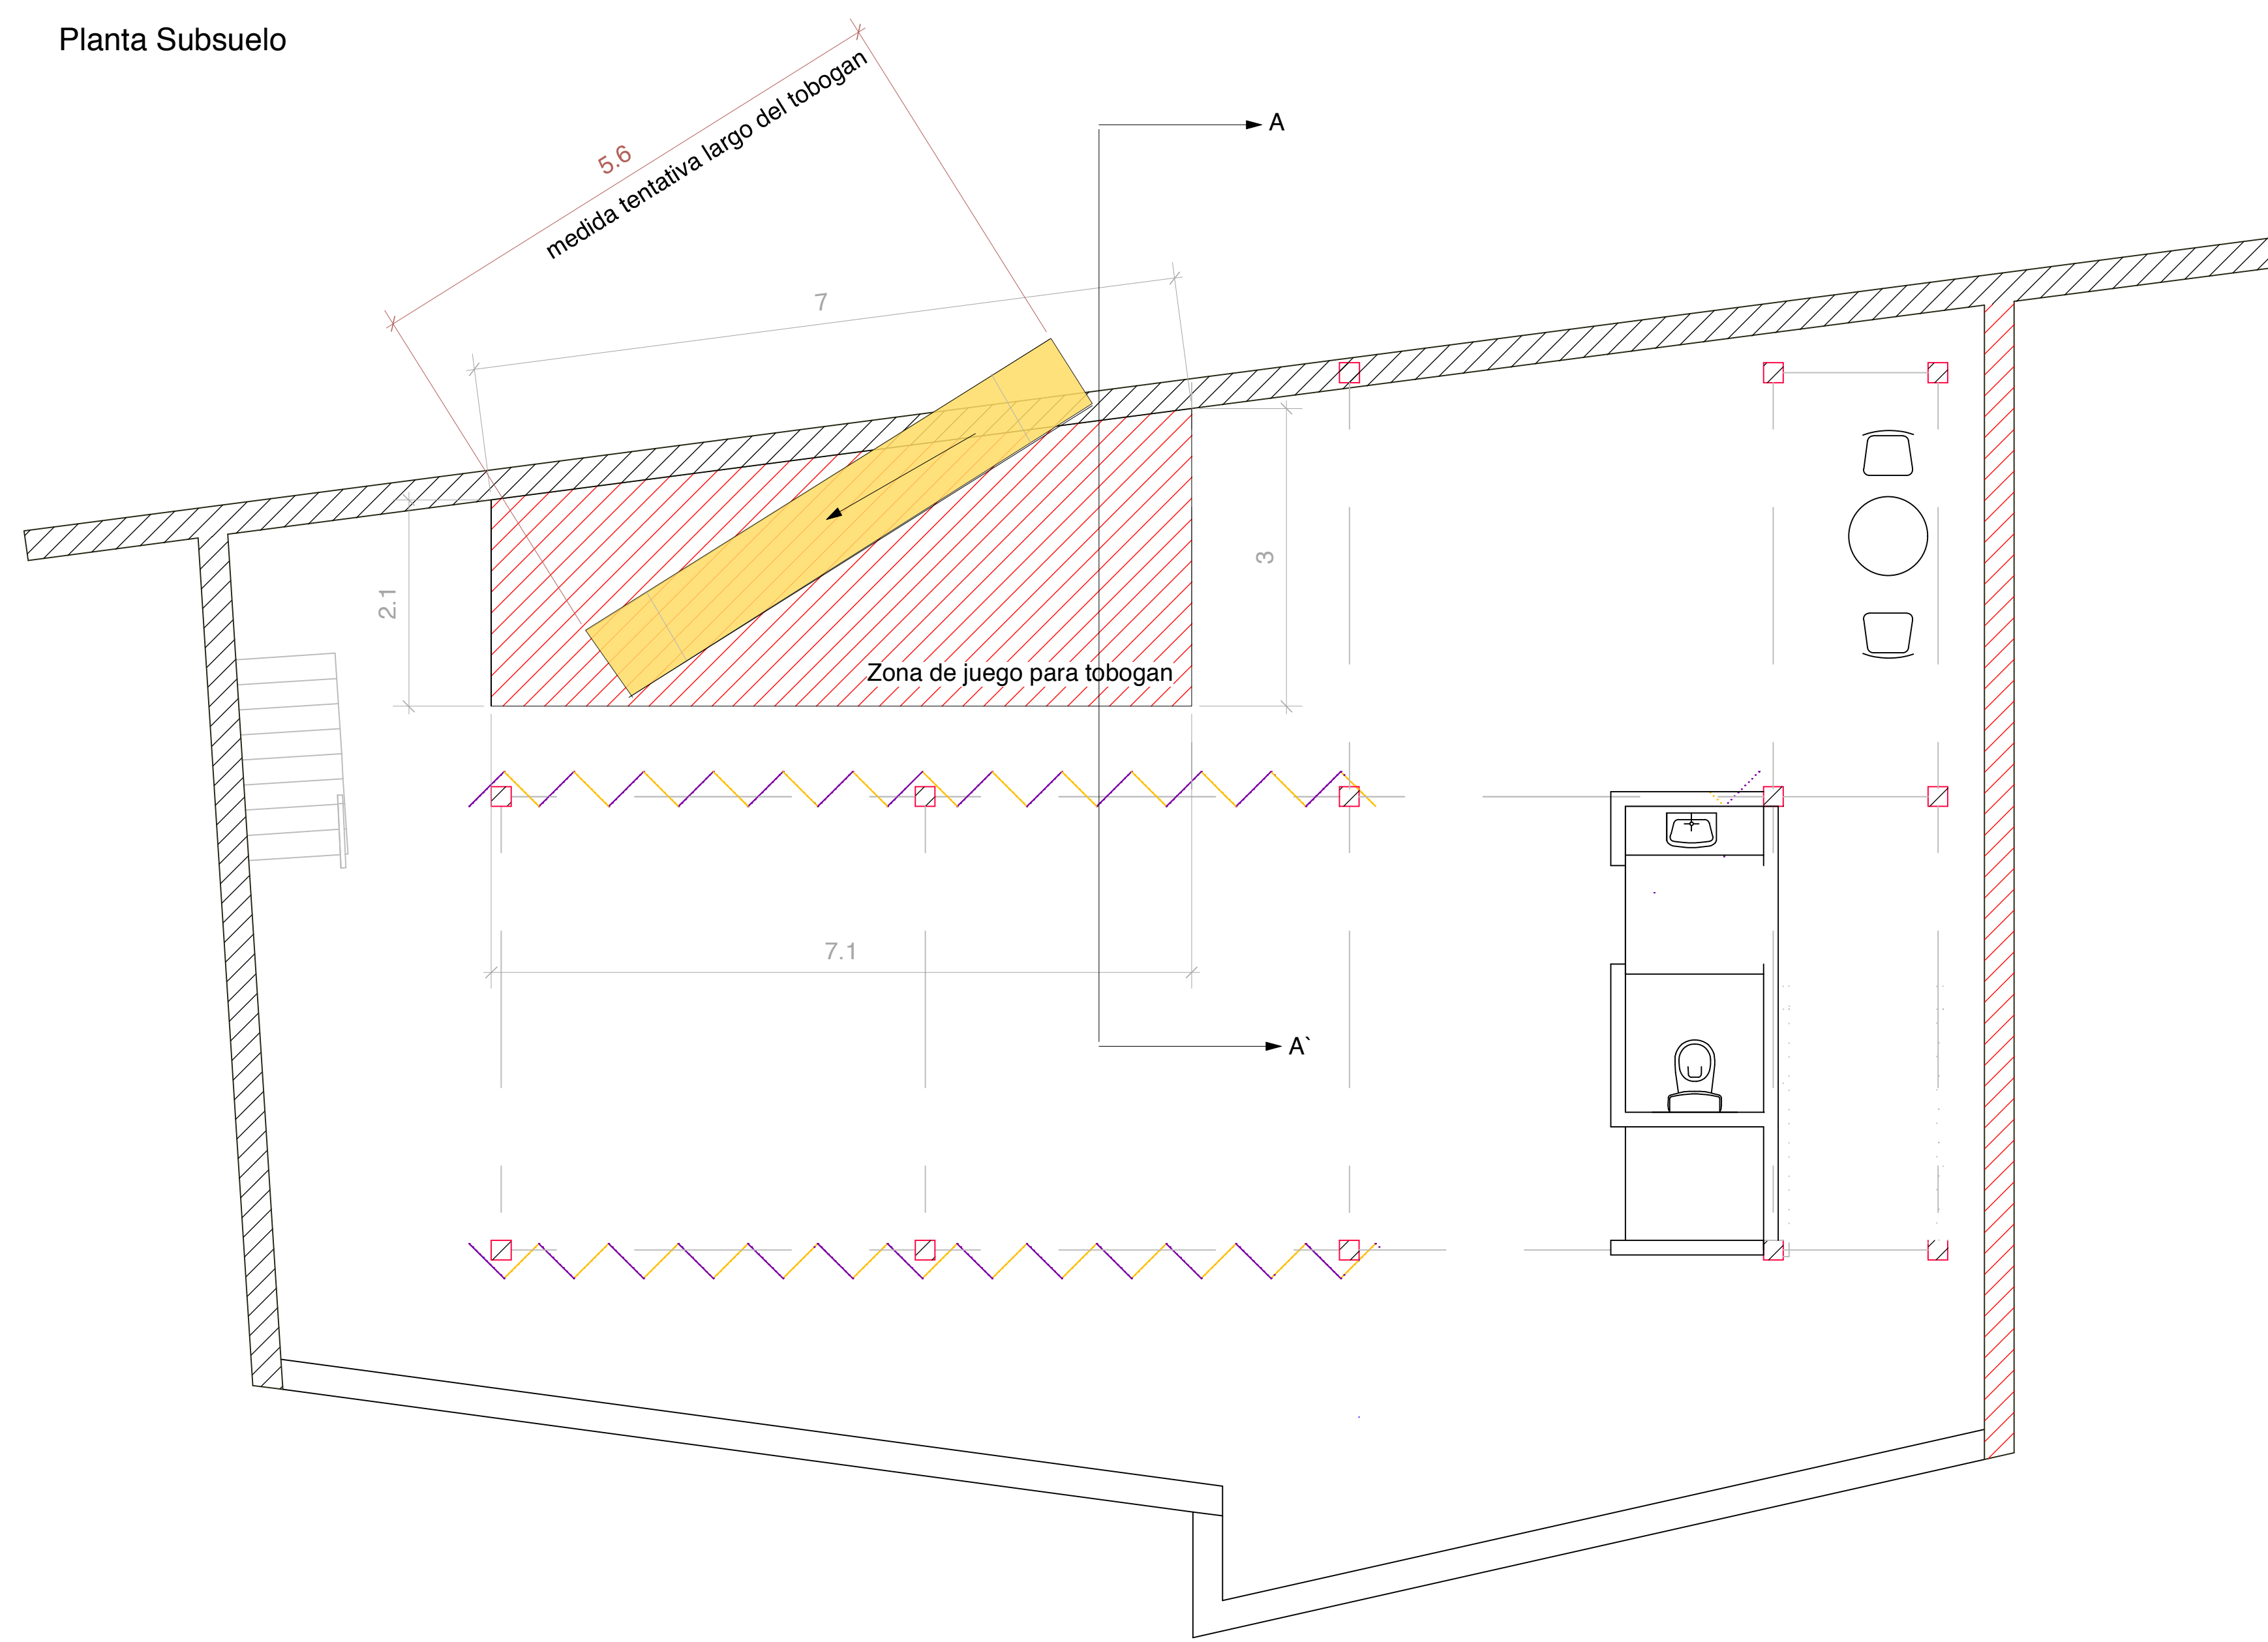 Planta Subsuelo
5.6
medida tentativa largo del tobogan
A
7
2.1
3
Zona de juego para tobogan
7.1
A`